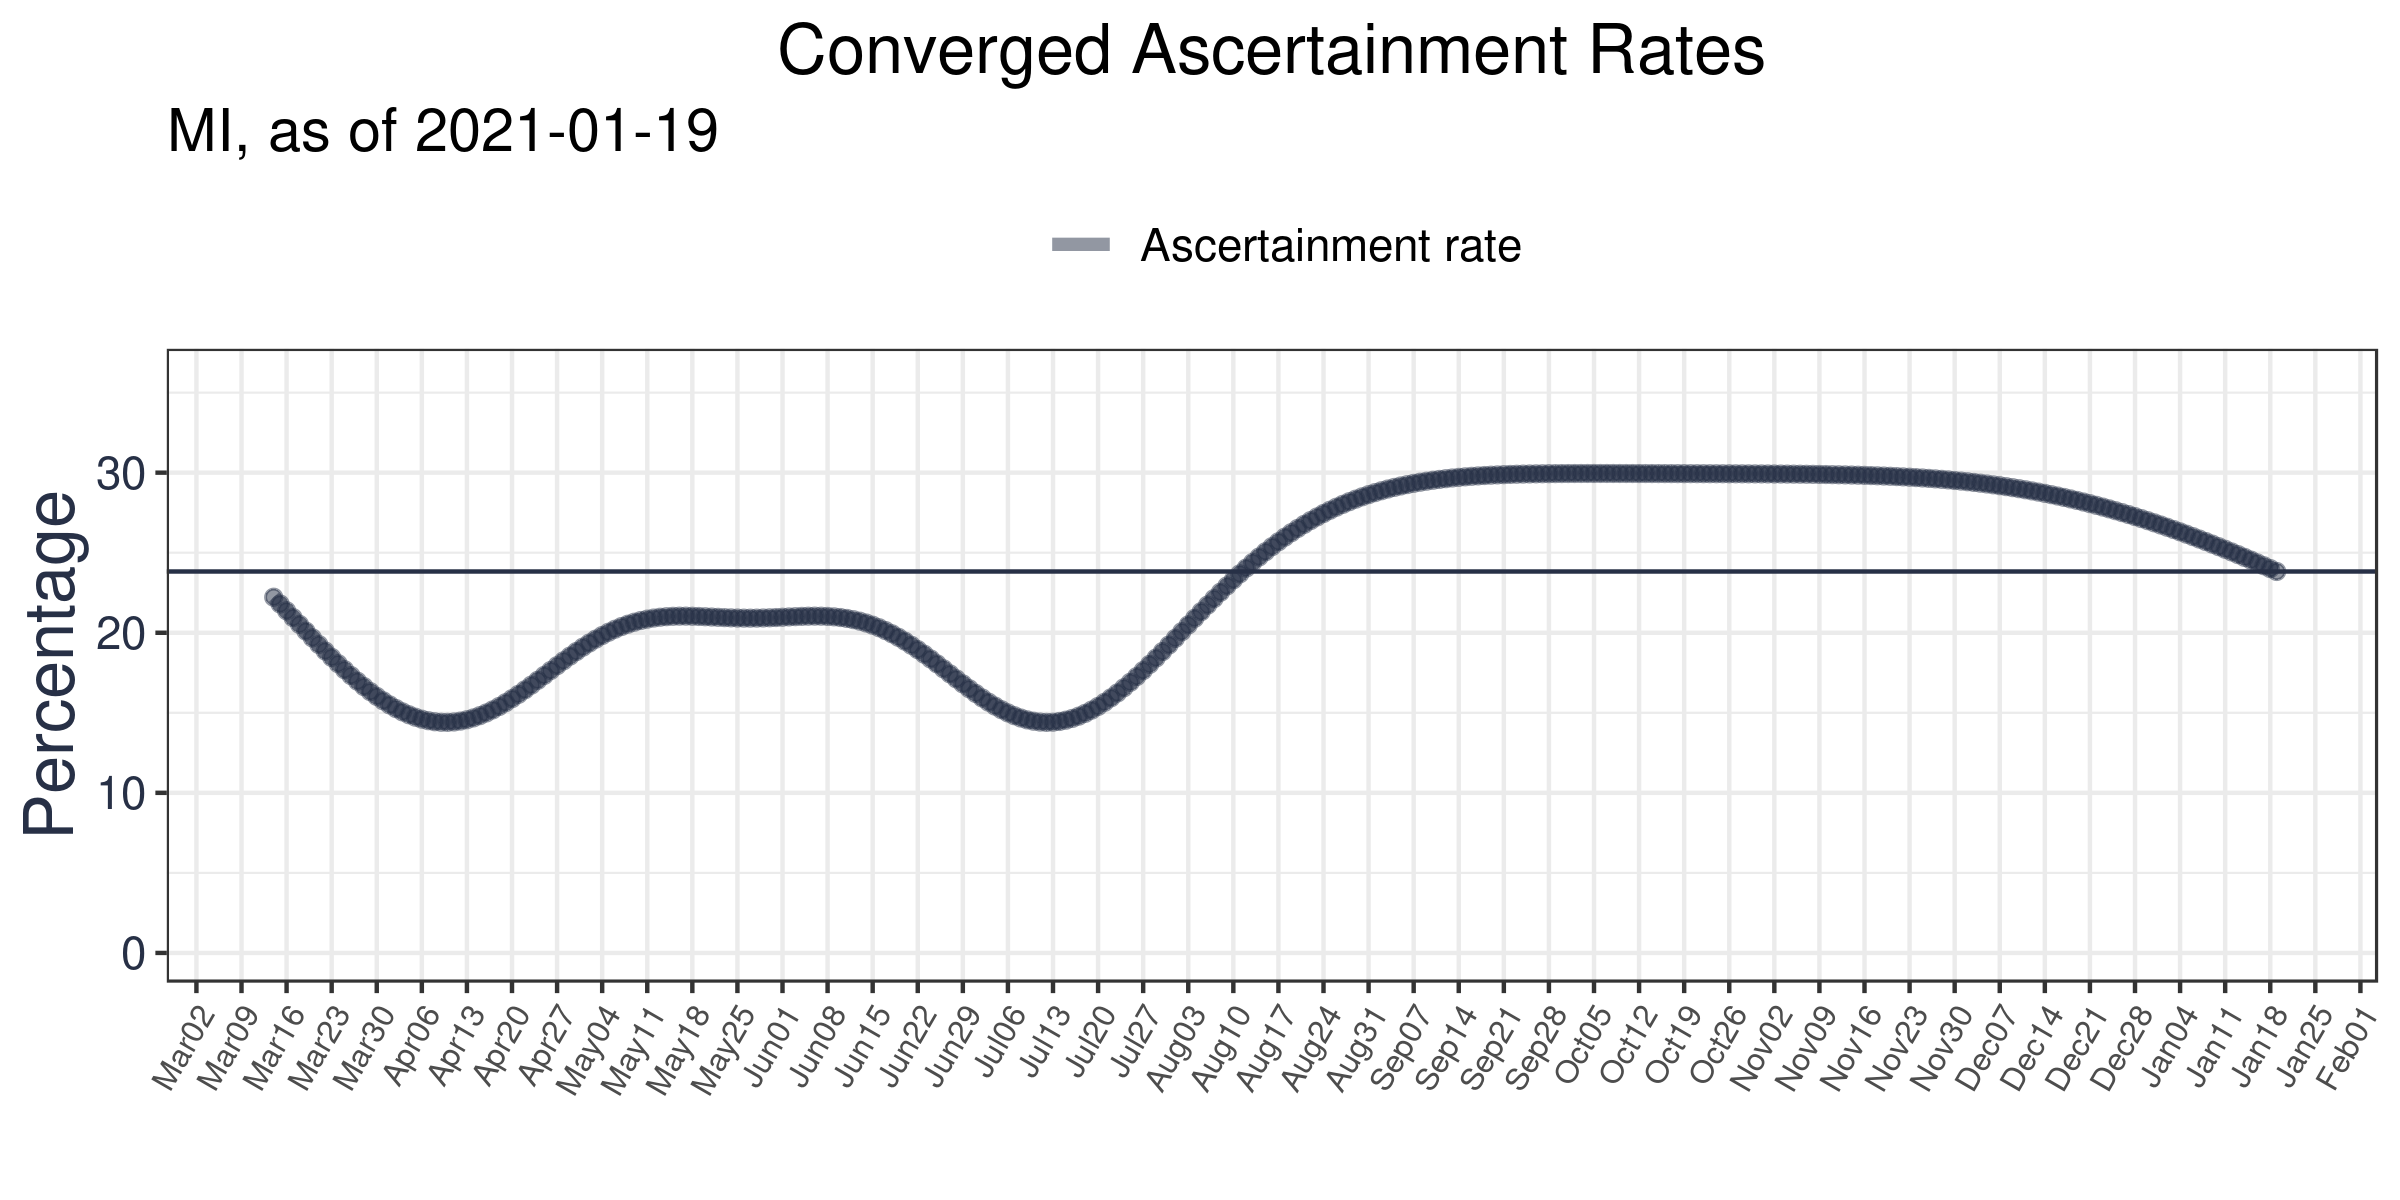 Converged Ascertainment Rates
MI, as of 2021-01-19
Ascertainment rate
Percentage
30
20
10
0
Mar02
Mar09
Mar16
Mar23
Mar30
Apr06
Apr13
Apr20
Apr27
May04
May11
May18
May25
Jun01
Jun08
Jun15
Jun22
Jun29
Jul06
Jul13
Jul20
Jul27
Aug03
Aug10
Aug17
Aug24
Aug31
Sep07
Sep14
Sep21
Sep28
Oct05
Oct12
Oct19
Oct26
Nov02
Nov09
Nov16
Nov23
Nov30
Dec07
Dec14
Dec21
Dec28
Jan04
Jan11
Jan18
Jan25
Feb01